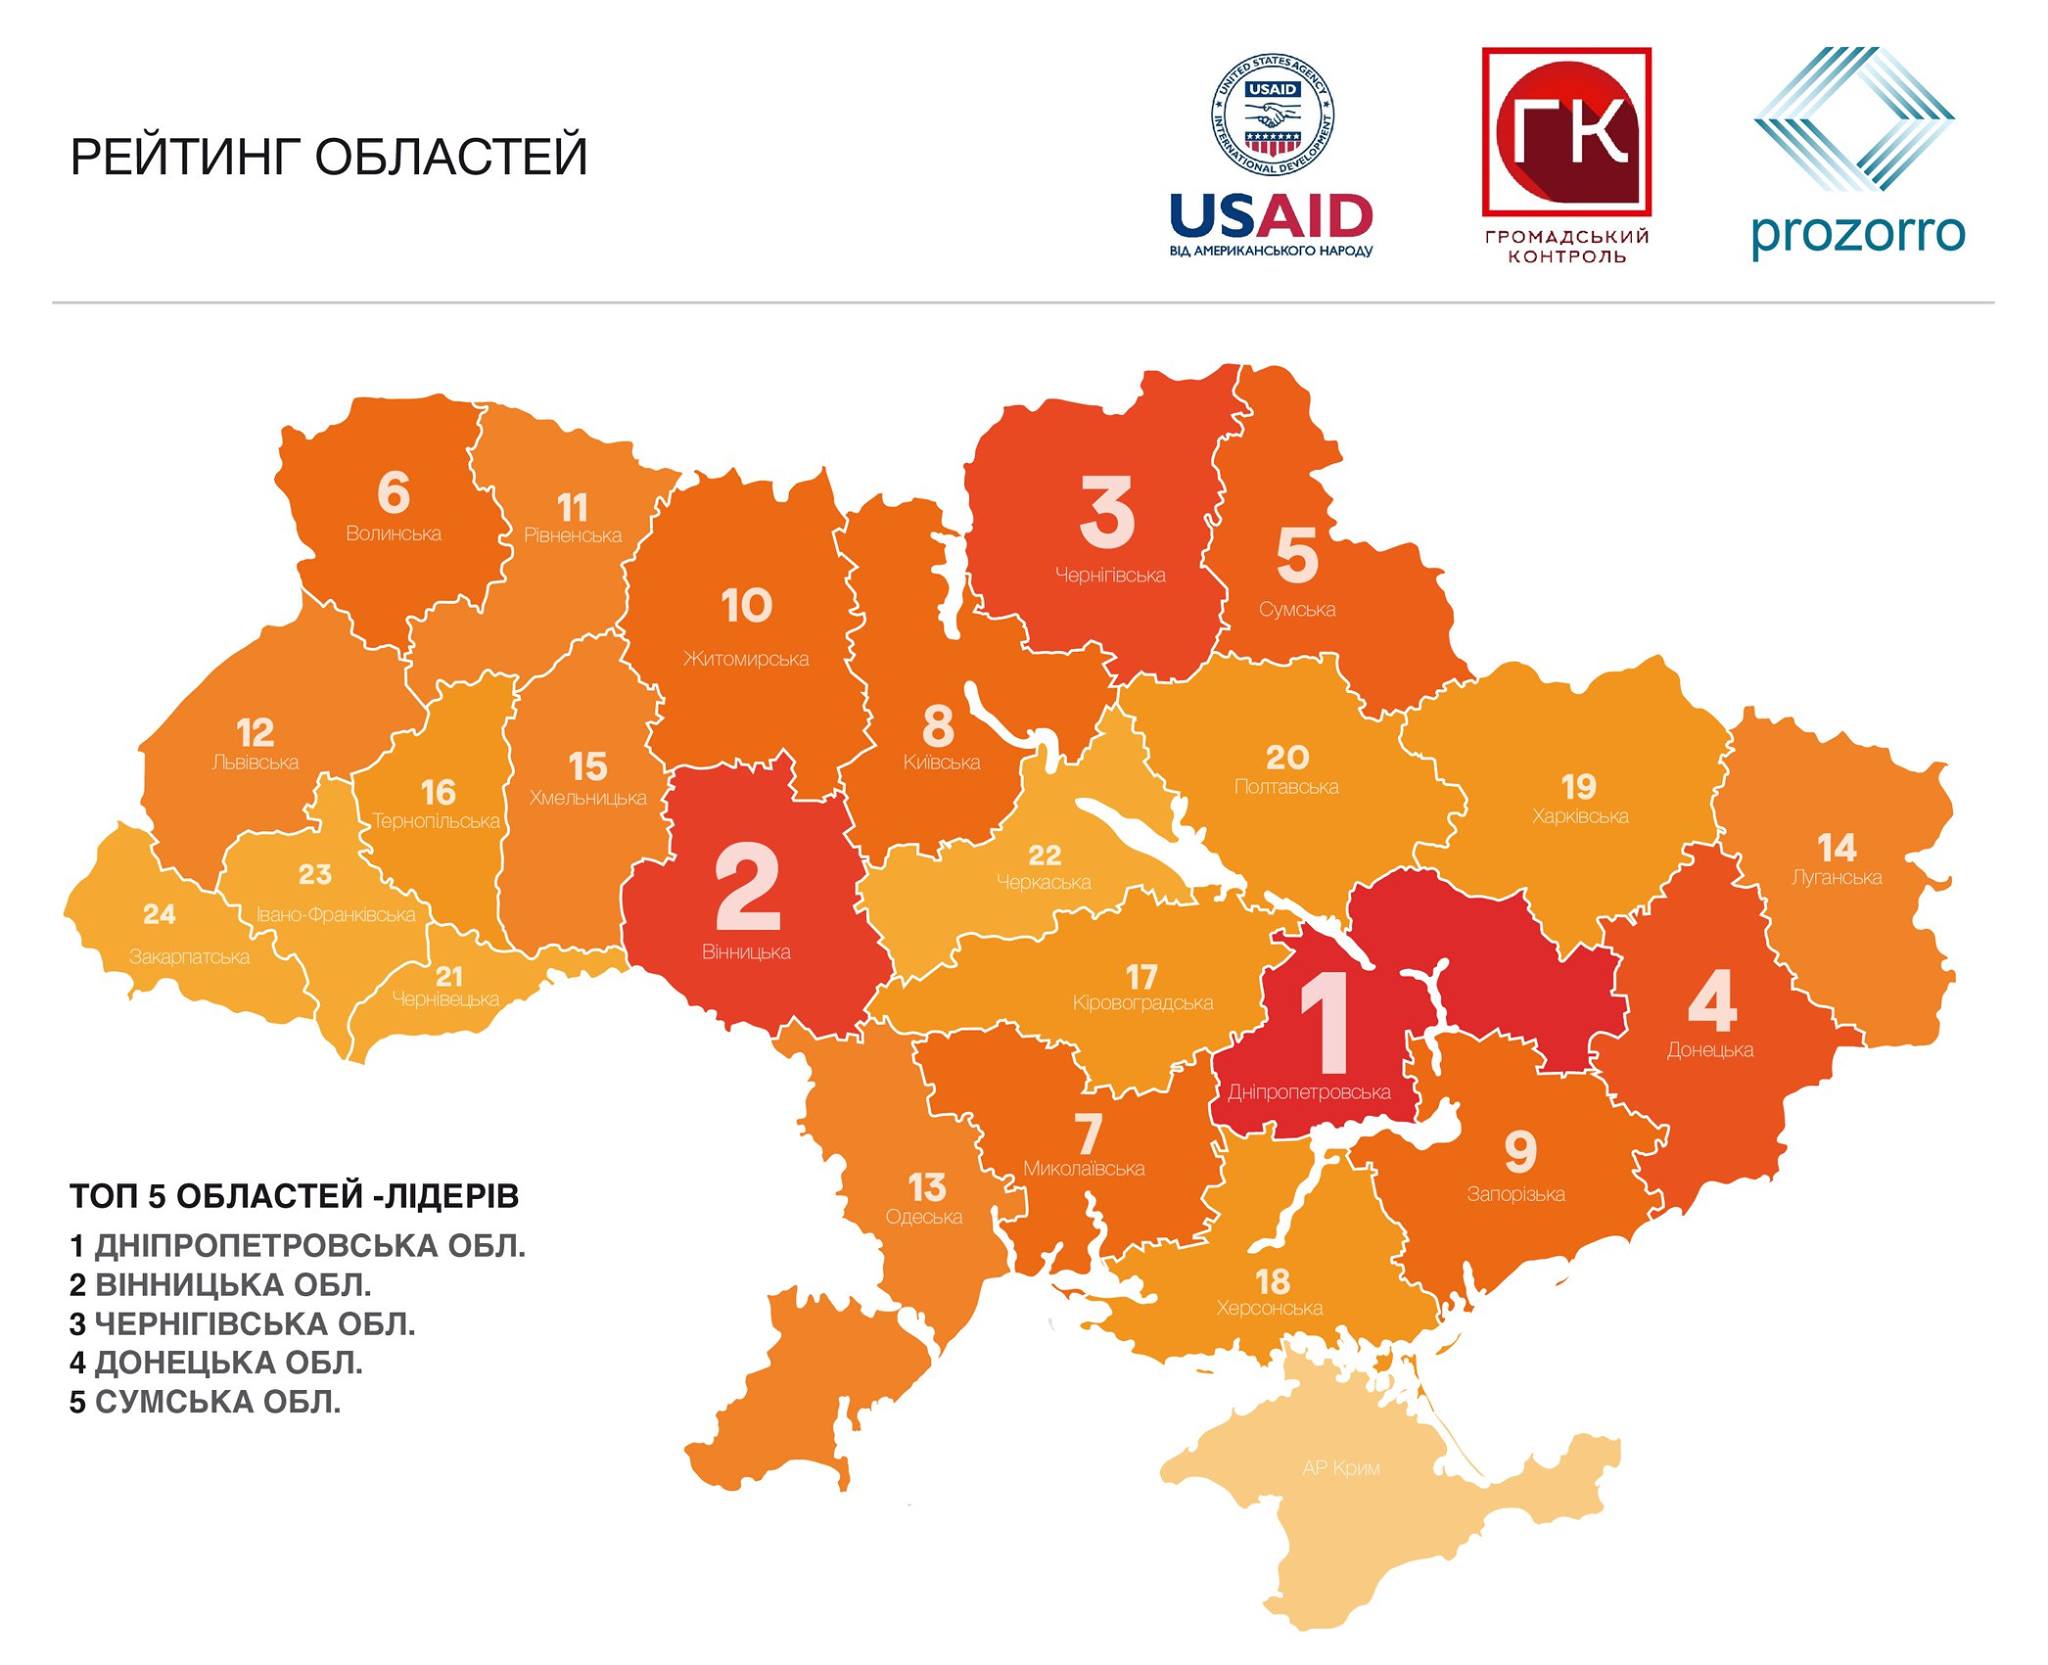 РЕЙТИНГ ОБЛАСТЕЙ
UNITED STATES AGENCY
USAID
INTERNATIONAL DEVELOPMENT
USAID
ВІД АМЕРИКАНСЬКОГО НАРОДУ
ГК
ГРОМАДСЬКИЙ
КОНТРОЛЬ
prozorro
6
Волинська
11
Рівненська
10
Житомирська
3
Чернігівська
5
Сумська
12
Львівська
16
Тернопільська
15
Хмельницька
8
Київська
20
Полтавська
19
Харківська
14
Луганська
24
Закарпатська
23
Івано-Франківська
21
Чернівецька
2
Вінницька
22
Черкаська
17
Кіровоградська
1
Дніпропетровська
4
Донецька
13
Одеська
7
Миколаївська
9
Запорізька
18
Херсонська
АР Крим
ТОП 5 ОБЛАСТЕЙ -ЛІДЕРІВ
1 ДНІПРОПЕТРОВСЬКА ОБЛ.
2 ВІННИЦЬКА ОБЛ.
3 ЧЕРНІГІВСЬКА ОБЛ.
4 ДОНЕЦЬКА ОБЛ.
5 СУМСЬКА ОБЛ.